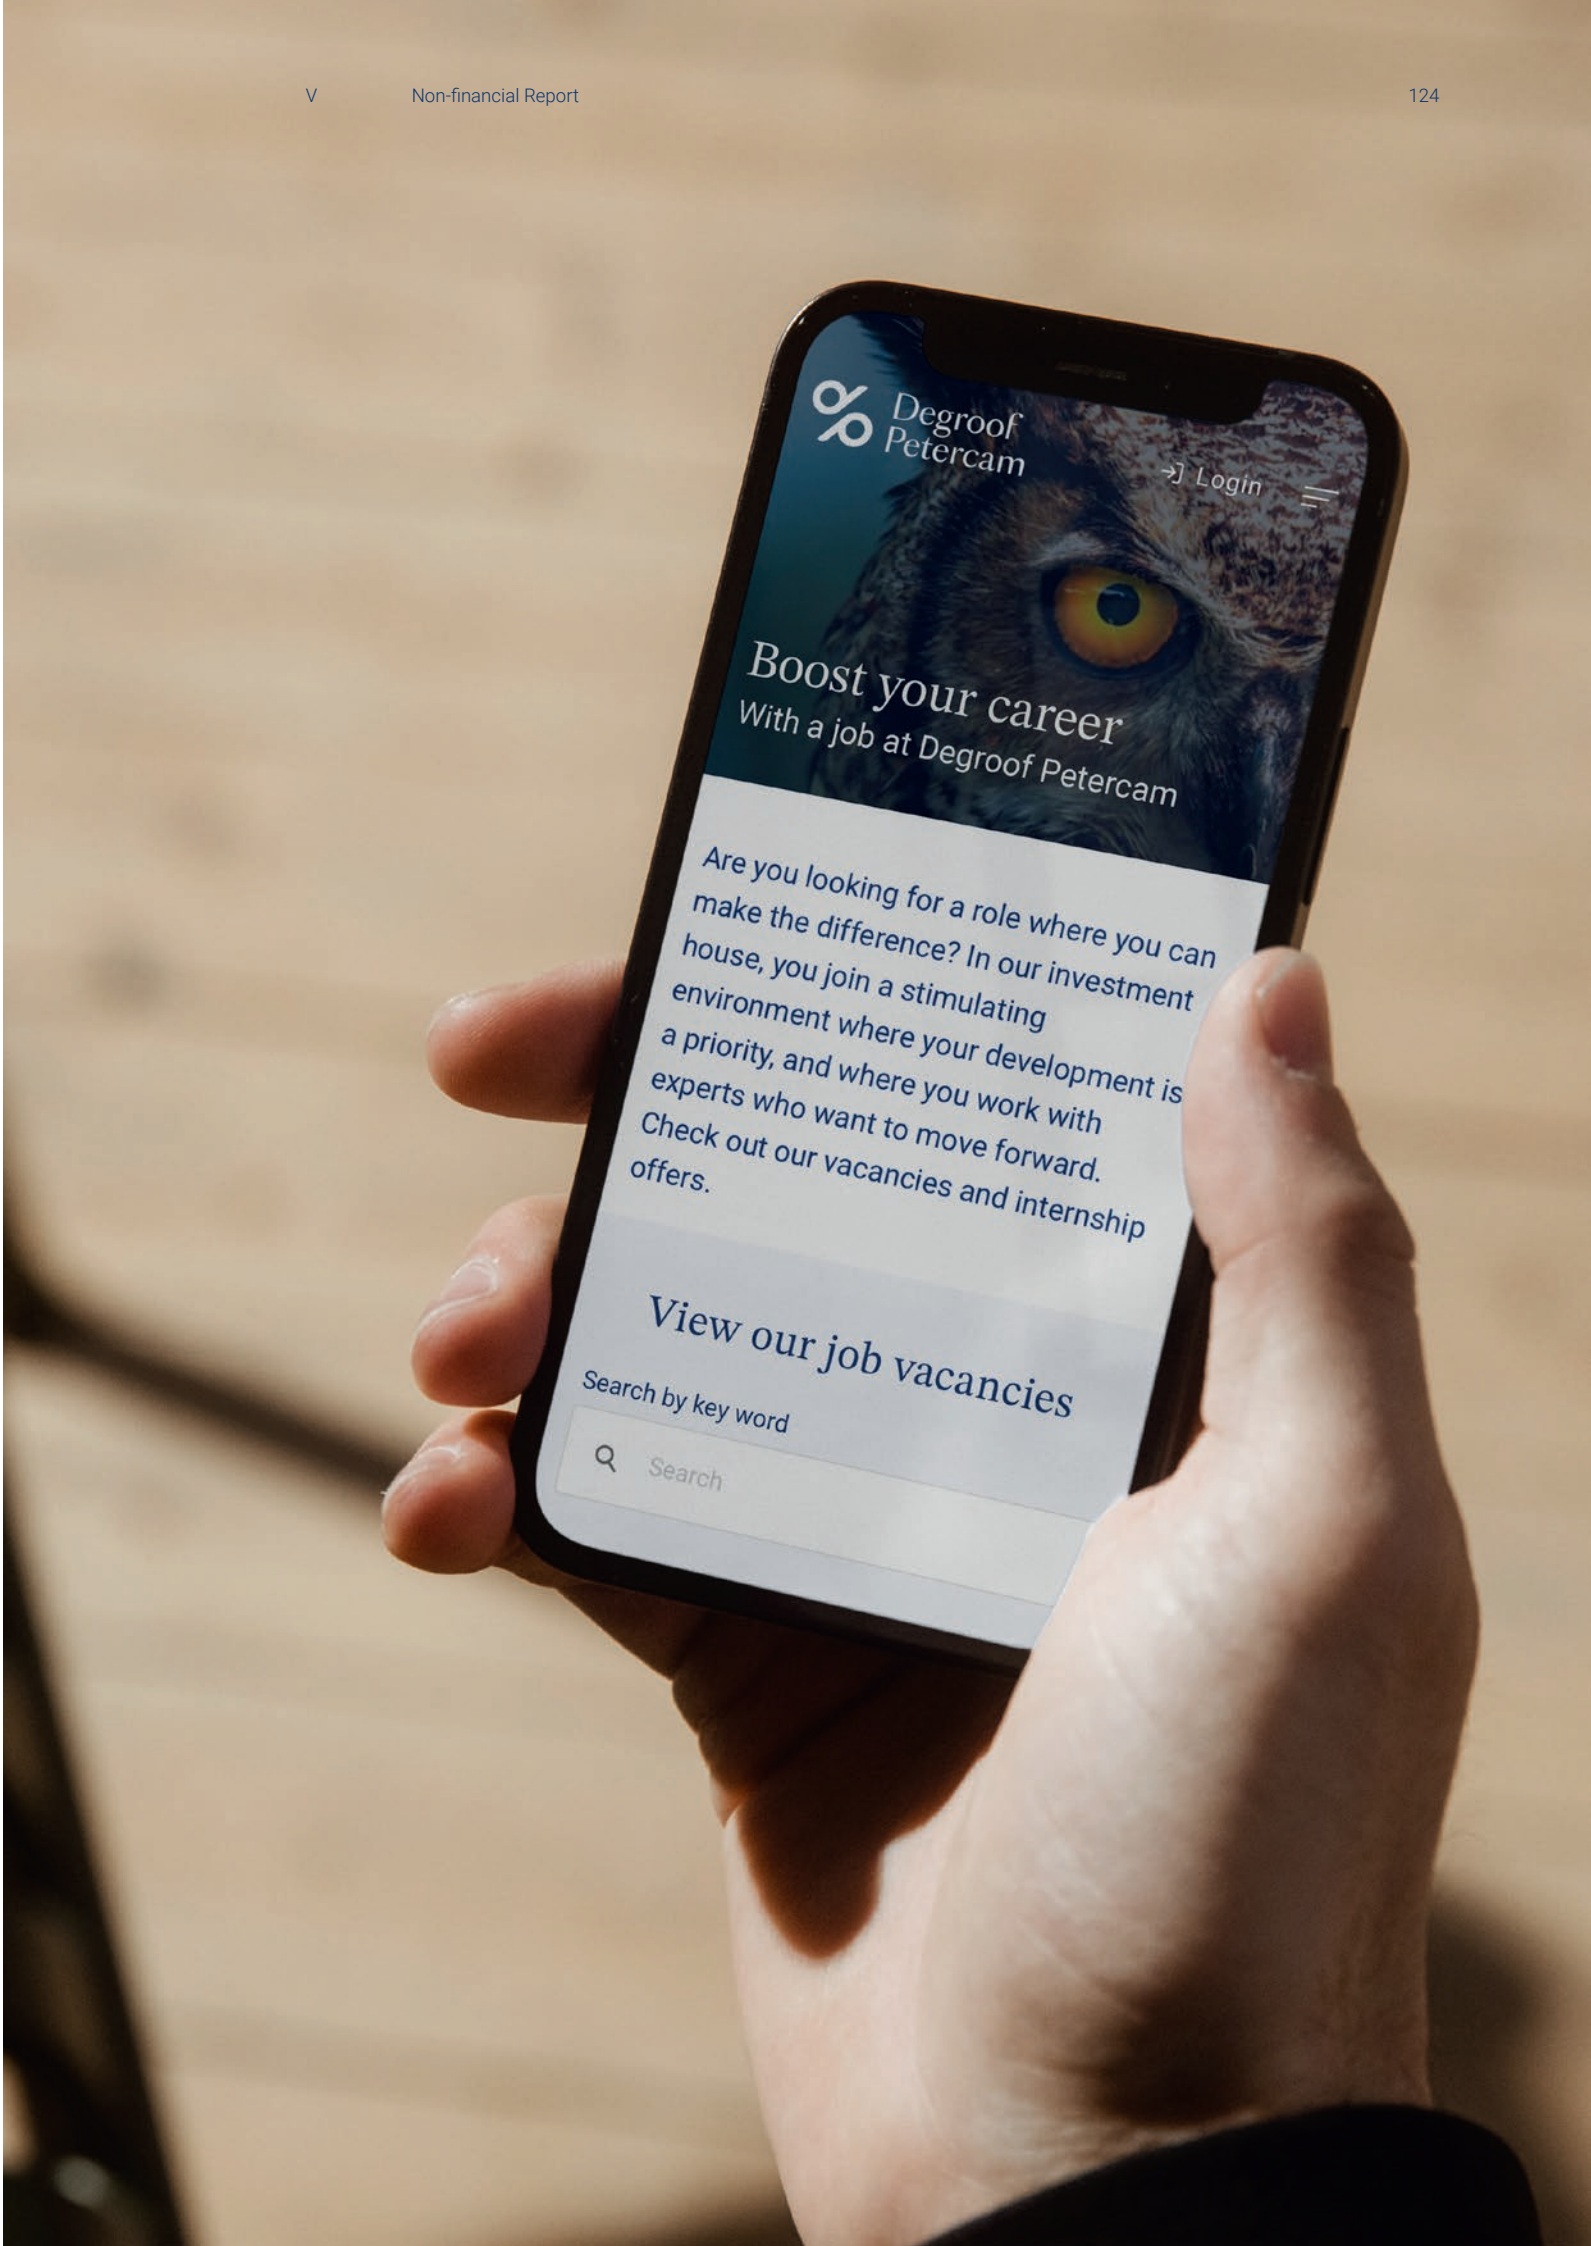 V Non-financial Report 124
Degroof
Petercam
Login
Boost your career
With a job at Degroof Petercam
Are you looking for a role where you can
make the difference? In our investment
house, you join a stimulating
environment where your development is
a priority, and where you work with
experts who want to move forward.
Check out our vacancies and internship
offers.
View our job vacancies
Search by key word
Search